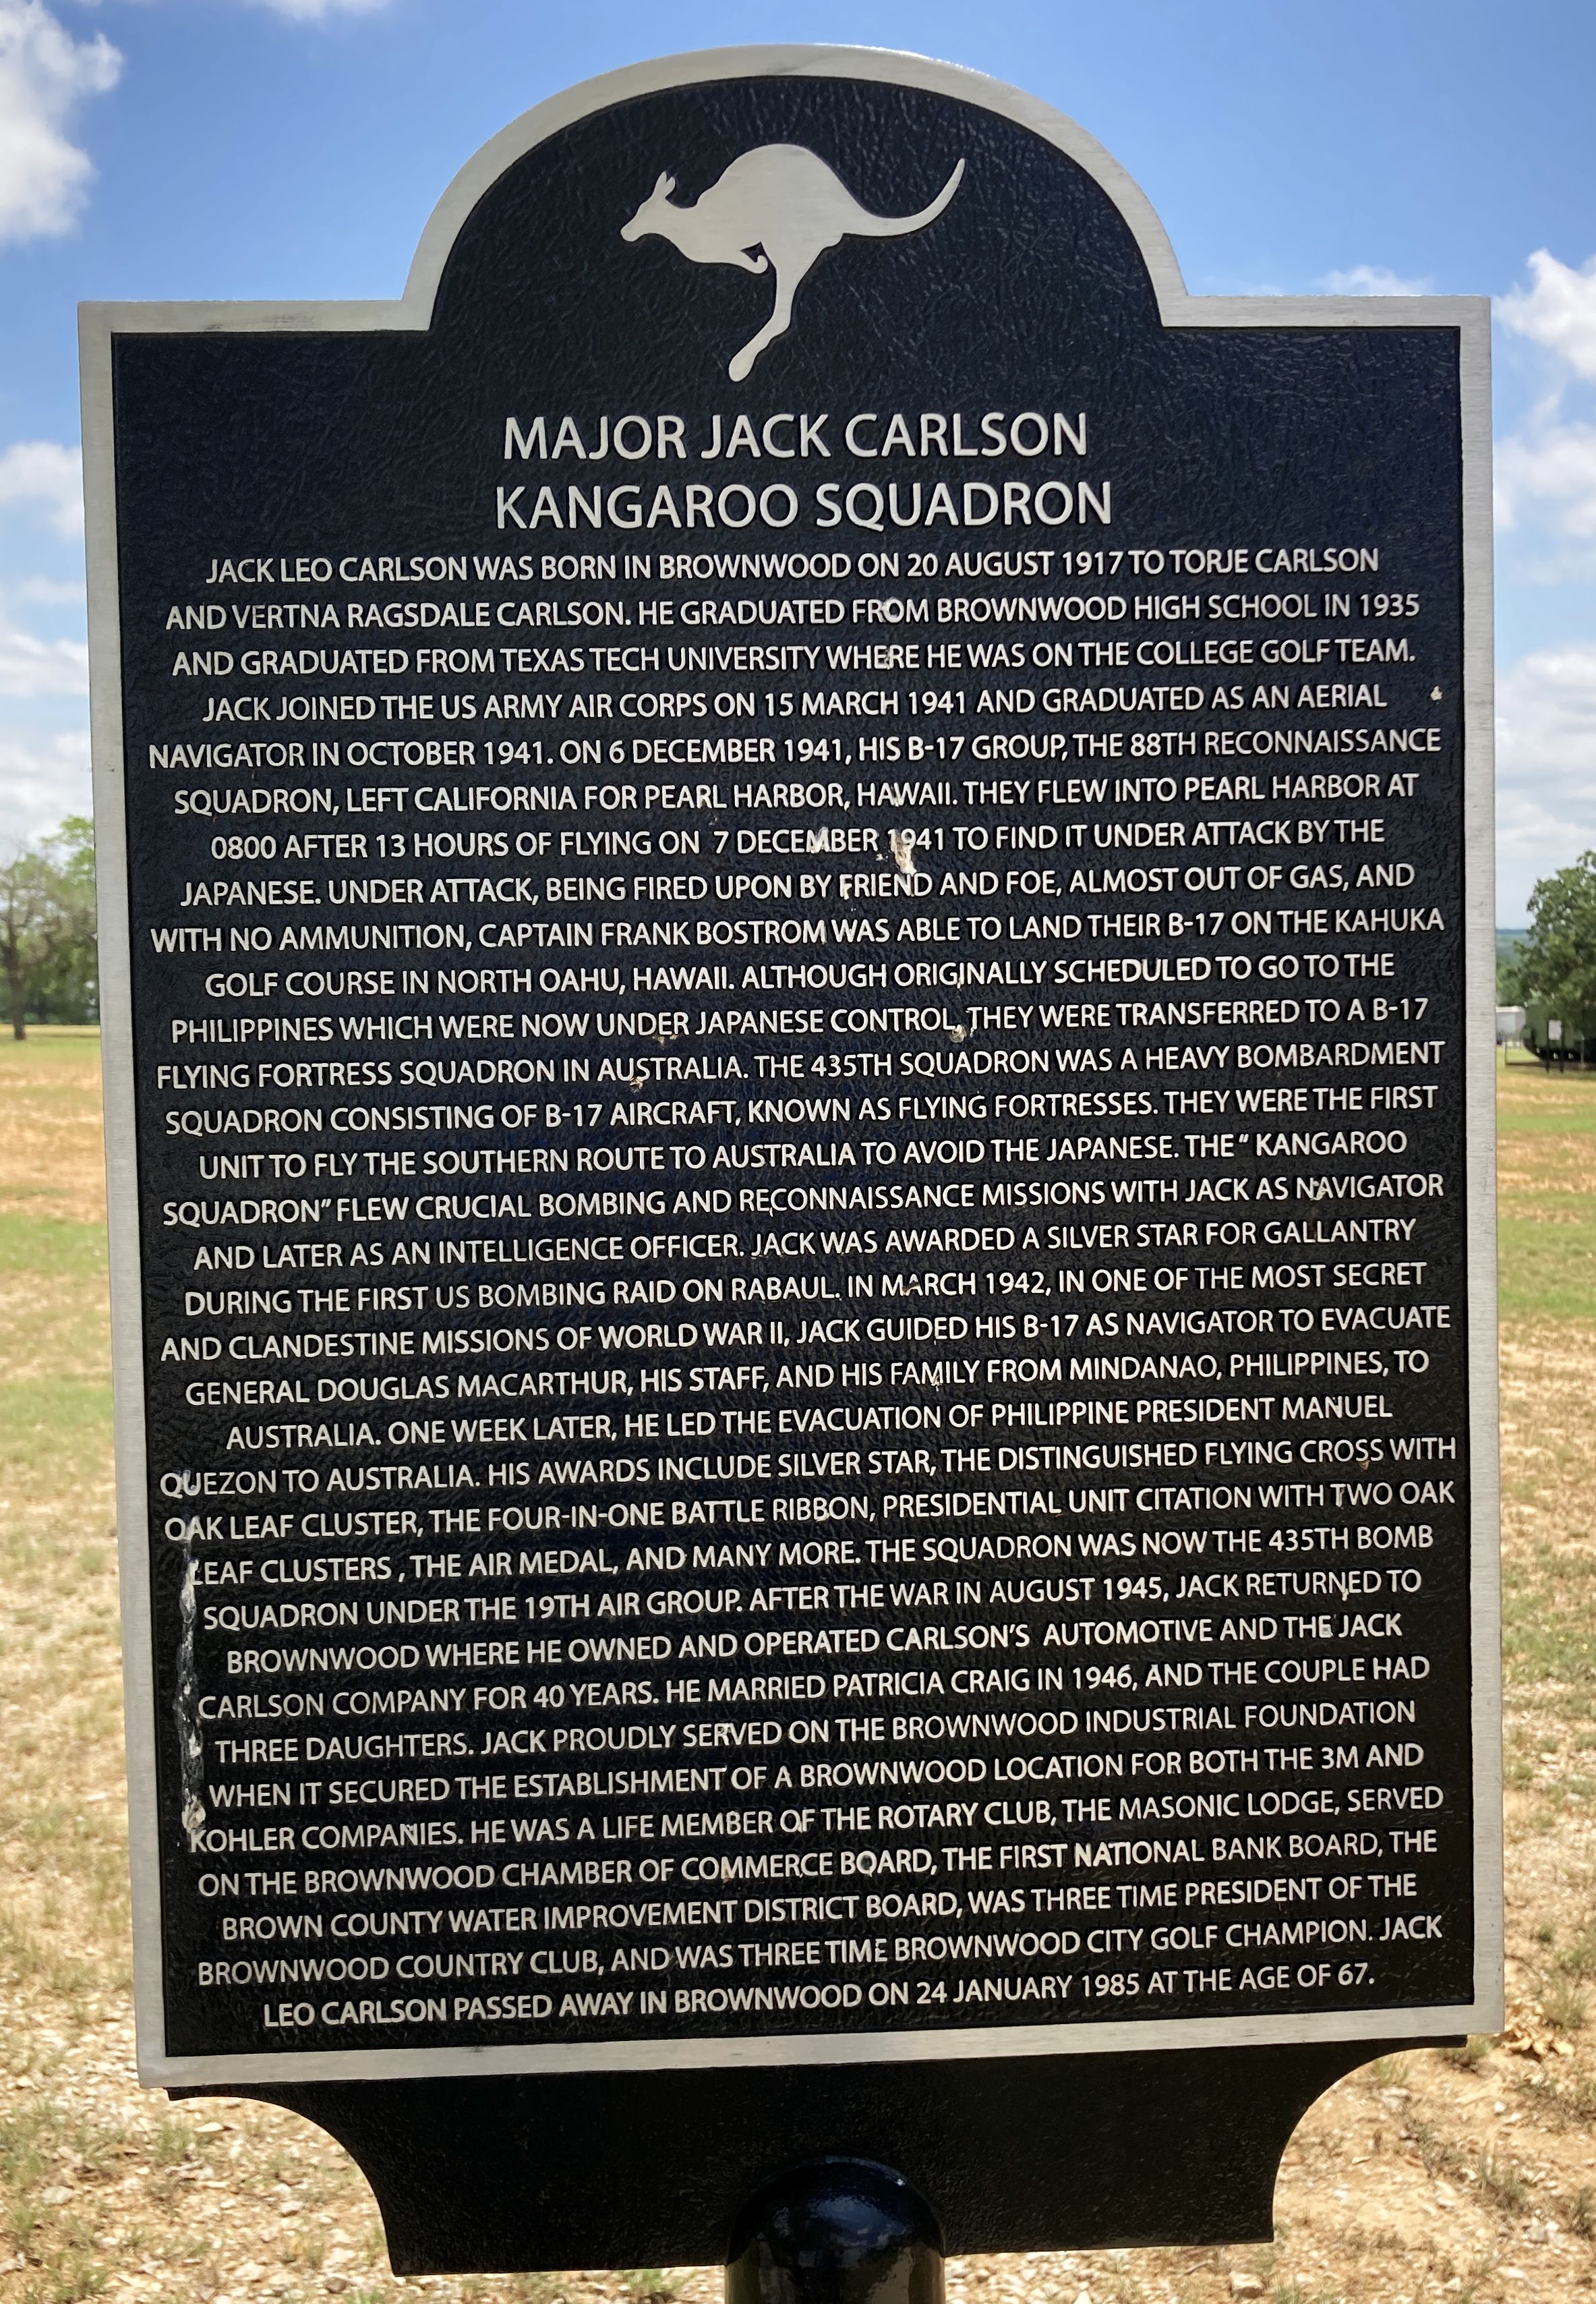 MAJOR JACK CARLSON
KANGAROO SQUADRON
JACK LEO CARLSON WAS BORN IN BROWNWOOD ON 20 AUGUST 1917 TO TORJE CARLSON
AND VERTNA RAGSDALE CARLSON. HE GRADUATED FROM BROWNWOOD HIGH SCHOOL IN 1935
AND GRADUATED FROM TEXAS TECH UNIVERSITY WHERE HE WAS ON THE COLLEGE GOLF TEAM.
JACK JOINED THE US ARMY AIR CORPS ON 15 MARCH 1941 AND GRADUATED AS AN AERIAL
NAVIGATOR IN OCTOBER 1941. ON 6 DECEMBER 1941, HIS B-17 GROUP, THE 88TH RECONNAISSANCE
SQUADRON, LEFT CALIFORNIA FOR PEARL HARBOR, HAWAII. THEY FLEW INTO PEARL HARBOR AT
0800 AFTER 13 HOURS OF FLYING ON 7 DECEMBER 1941 TO FIND IT UNDER ATTACK BY THE
JAPANESE. UNDER ATTACK, BEING FIRED UPON BY FRIEND AND FOE, ALMOST OUT OF GAS, AND
WITH NO AMMUNITION, CAPTAIN FRANK BOSTROM WAS ABLE TO LAND THEIR B-17 ON THE KAHUKA
GOLF COURSE IN NORTH OAHU, HAWAII. ALTHOUGH ORIGINALLY SCHEDULED TO GO TO THE
PHILIPPINES WHICH WERE NOW UNDER JAPANESE CONTROL, THEY WERE TRANSFERRED TO A B-17
FLYING FORTRESS SQUADRON IN AUSTRALIA. THE 435TH SQUADRON WAS A HEAVY BOMBARDMENT
SQUADRON CONSISTING OF B-17 AIRCRAFT, KNOWN AS FLYING FORTRESSES. THEY WERE THE FIRST
UNIT TO FLY THE SOUTHERN ROUTE TO AUSTRALIA TO AVOID THE JAPANESE. THE " KANGAROO
SQUADRON" FLEW CRUCIAL BOMBING AND RECONNAISSANCE MISSIONS WITH JACK AS NAVIGATOR
AND LATER AS AN INTELLIGENCE OFFICER. JACK WAS AWARDED A SILVER STAR FOR GALLANTRY
DURING THE FIRST US BOMBING RAID ON RABAUL. IN MARCH 1942, IN ONE OF THE MOST SECRET
AND CLANDESTINE MISSIONS OF WORLD WAR II, JACK GUIDED HIS B-17 AS NAVIGATOR TO EVACUATE
GENERAL DOUGLAS MACARTHUR, HIS STAFF, AND HIS FAMILY FROM MINDANAO, PHILIPPINES, TO
AUSTRALIA. ONE WEEK LATER, HE LED THE EVACUATION OF PHILIPPINE PRESIDENT MANUEL
QUEZON TO AUSTRALIA. HIS AWARDS INCLUDE SILVER STAR, THE DISTINGUISHED FLYING CROSS WITH
OAK LEAF CLUSTER, THE FOUR-IN-ONE BATTLE RIBBON, PRESIDENTIAL UNIT CITATION WITH TWO OAK
LEAF CLUSTERS , THE AIR MEDAL, AND MANY MORE. THE SQUADRON WAS NOW THE 435TH BOMB
SQUADRON UNDER THE 19TH AIR GROUP. AFTER THE WAR IN AUGUST 1945, JACK RETURNED TO
BROWNWOOD WHERE HE OWNED AND OPERATED CARLSON'S AUTOMOTIVE AND THE JACK
CARLSON COMPANY FOR 40 YEARS. HE MARRIED PATRICIA CRAIG IN 1946, AND THE COUPLE HAD
THREE DAUGHTERS. JACK PROUDLY SERVED ON THE BROWNWOOD INDUSTRIAL FOUNDATION
WHEN IT SECURED THE ESTABLISHMENT OF A BROWNWOOD LOCATION FOR BOTH THE 3M AND
KOHLER COMPANIES. HE WAS A LIFE MEMBER OF THE ROTARY CLUB, THE MASONIC LODGE, SERVED
ON THE BROWNWOOD CHAMBER OF COMMERCE BOARD, THE FIRST NATIONAL BANK BOARD, THE
BROWN COUNTY WATER IMPROVEMENT DISTRICT BOARD, WAS THREE TIME PRESIDENT OF THE
BROWNWOOD COUNTRY CLUB, AND WAS THREE TIME BROWNWOOD CITY GOLF CHAMPION. JACK
LEO CARLSON PASSED AWAY IN BROWNWOOD ON 24 JANUARY 1985 AT THE AGE OF 67.